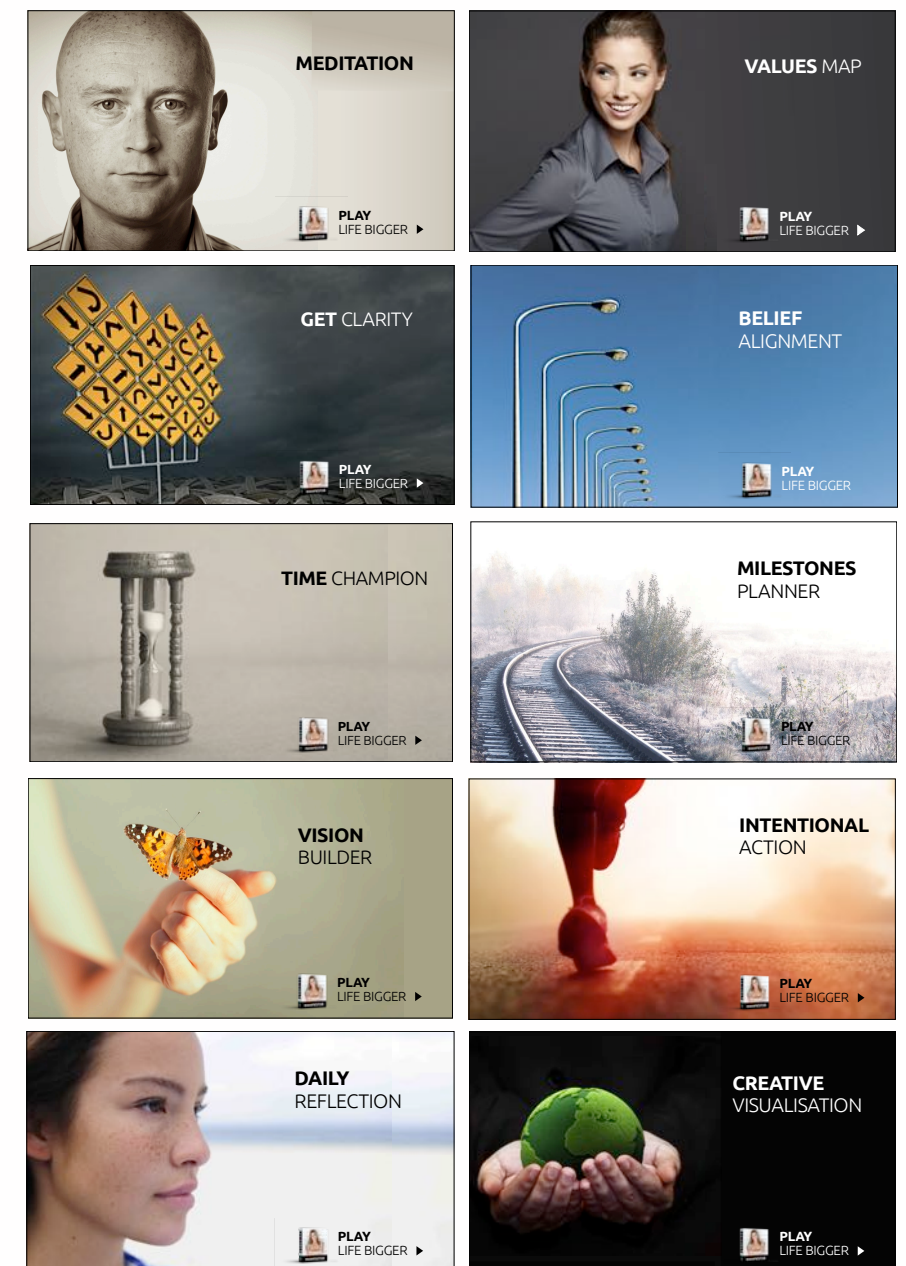 MEDITATION
PLAY
LIFE BIGGER
VALUES MAP
PLAY
LIFE BIGGER
GET CLARITY
PLAY
LIFE BIGGER
BELIEF
ALIGNMENT
PLAY
LIFE BIGGER
TIME CHAMPION
PLAY
LIFE BIGGER
MILESTONES
PLANNER
PLAY
LIFE BIGGER
VISION
BUILDER
PLAY
LIFE BIGGER
INTENTIONAL
ACTION
PLAY
LIFE BIGGER
DAILY
REFLECTION
PLAY
LIFE BIGGER
CREATIVE
VISUALISATION
PLAY
LIFE BIGGER